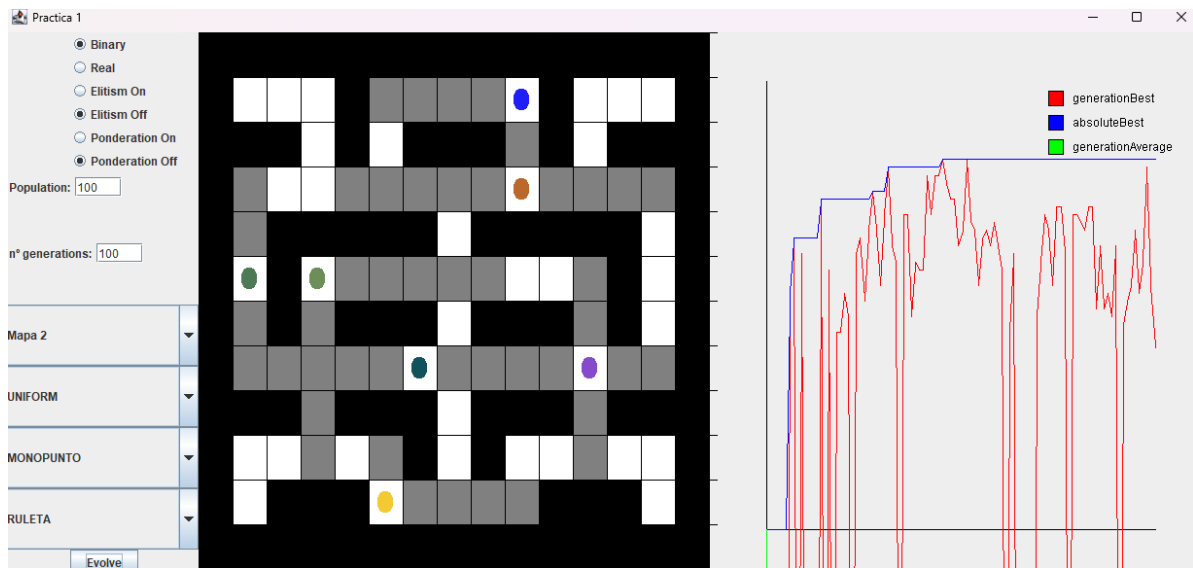 Practica 1
Binary
Real
Elitism On
Elitism Off
Ponderation On
Ponderation Off
Population: 100
nº generations: 100
Mapa 2
UNIFORM
MONOPUNTO
RULETA
Evolve
generationBest
absoluteBest
generationAverage